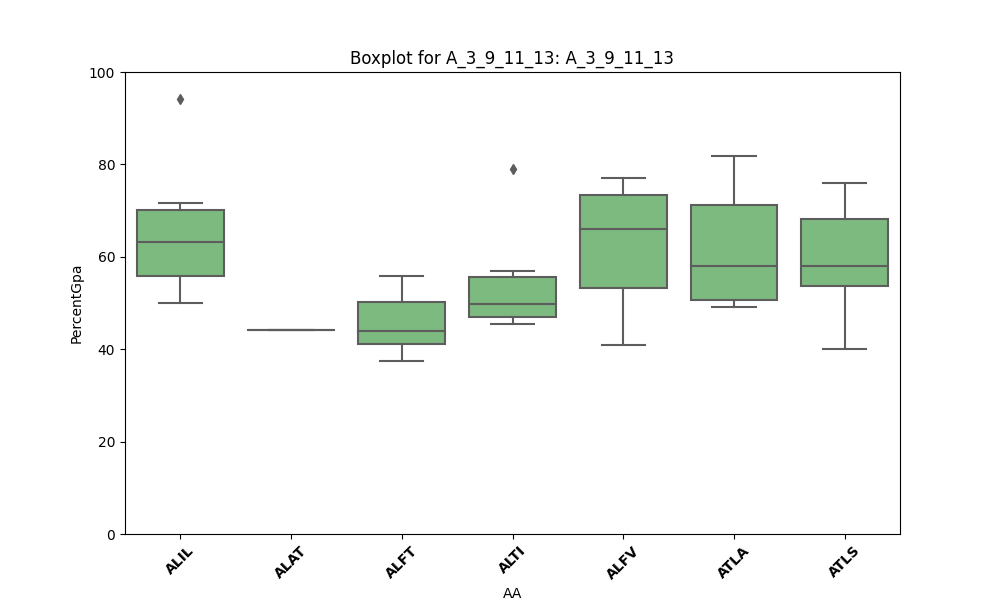 Boxplot for A_3_9_11_13: A_3_9_11_13
100
80
60
40
20
0
PercentGpa
ALIL ALAT ALFT ALTI ALFV ATLA ATLS
AA